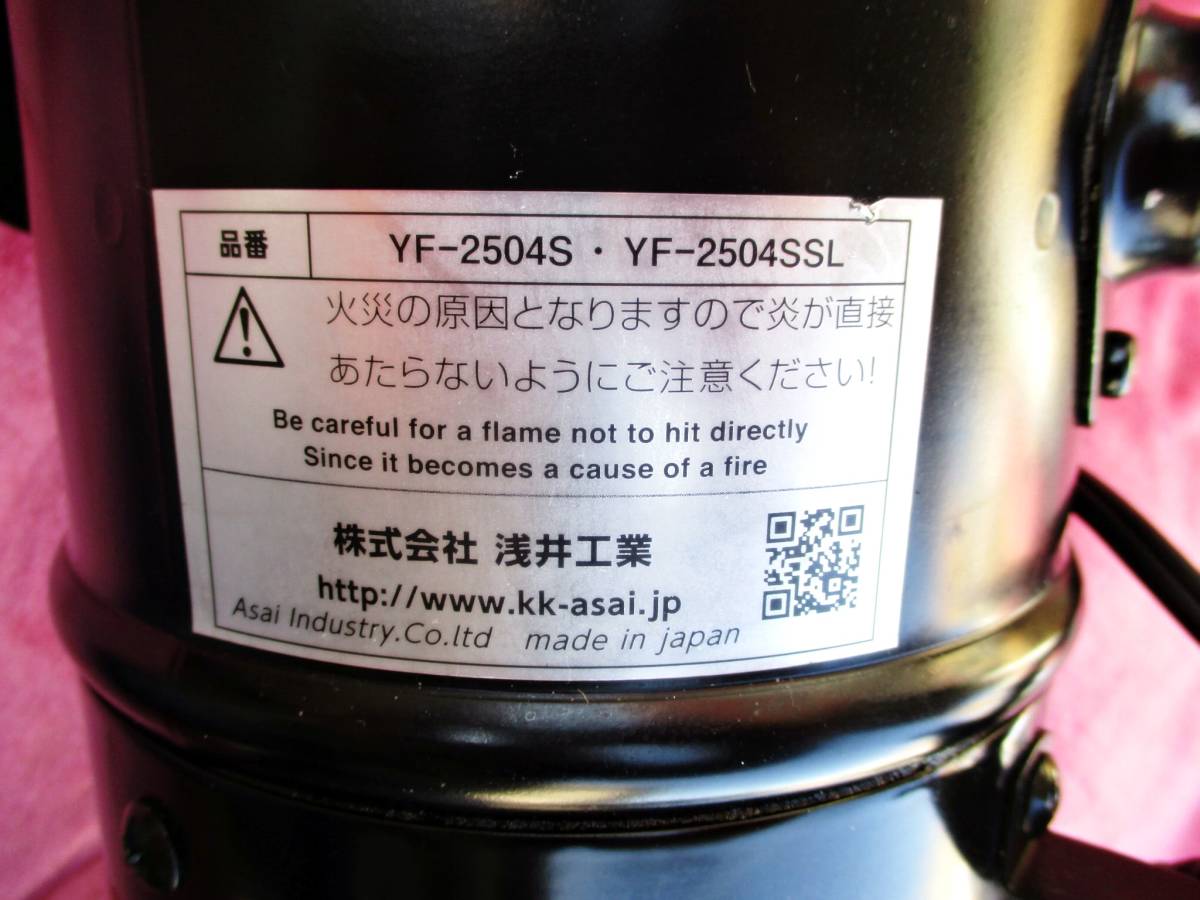 品番 YF-2504S・YF-2504SSL
火災の原因となりますので炎が直接
あたらないようにご注意ください!
Be careful for a flame not to hit directly
Since it becomes a cause of a fire
株式会社 浅井工業
http://www.kk-asai.jp
Asai Industry.Co.ltd made in japan